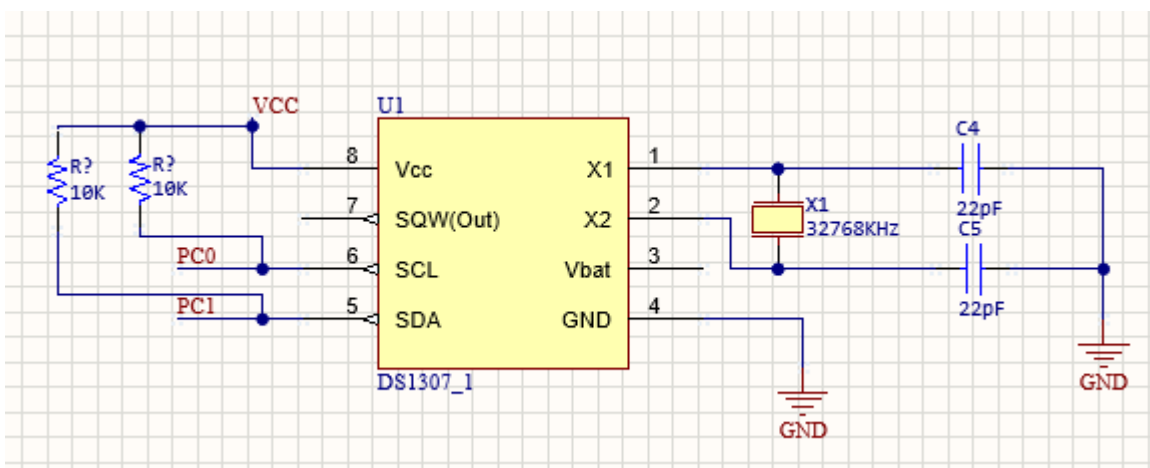 VCC
U1
R?
10K
R?
10K
8
Vcc
7
SQW(Out)
PC0
6
SCL
PC1
5
SDA
X1
1
X2
2
Vbat
3
GND
4
DS1307_1
X1
32768KHz
C4
22pF
C5
22pF
GND
GND